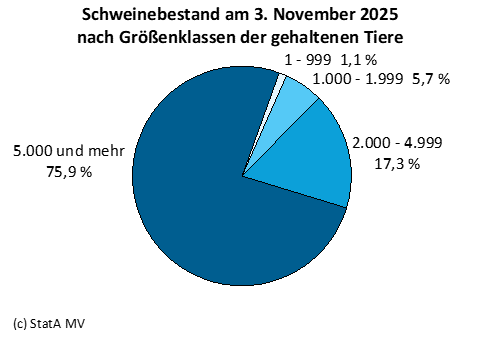 Schweinebestand am 3. November 2025
nach Größenklassen der gehaltenen Tiere
1 - 999 1,1 %
1.000 - 1.999 5,7 %
2.000 - 4.999
17,3 %
5.000 und mehr
75,9 %
(c) StatA MV